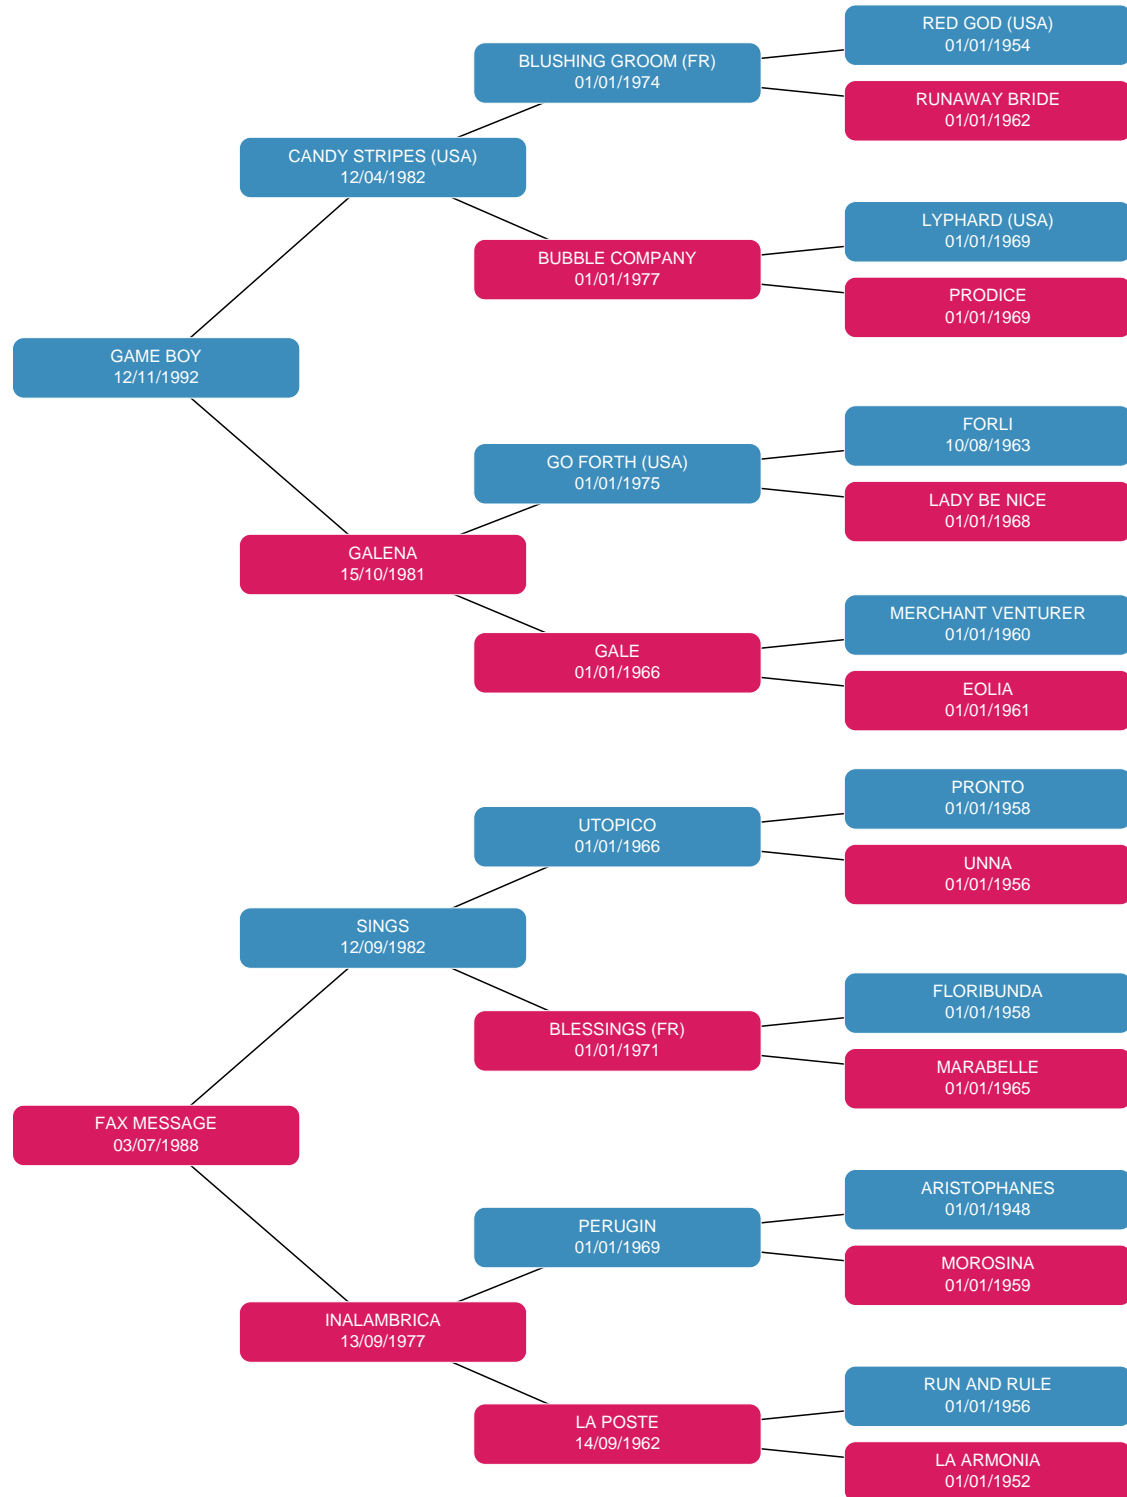 RED GOD (USA)
01/01/1954
BLUSHING GROOM (FR)
01/01/1974
RUNAWAY BRIDE
01/01/1962
CANDY STRIPES (USA)
12/04/1982
LYPHARD (USA)
01/01/1969
BUBBLE COMPANY
01/01/1977
PRODICE
01/01/1969
GAME BOY
12/11/1992
FORLI
10/08/1963
GO FORTH (USA)
01/01/1975
LADY BE NICE
01/01/1968
GALENA
15/10/1981
MERCHANT VENTURER
01/01/1960
GALE
01/01/1966
EOLIA
01/01/1961
PRONTO
01/01/1958
UTOPICO
01/01/1966
UNNA
01/01/1956
SINGS
12/09/1982
FLORIBUNDA
01/01/1958
BLESSINGS (FR)
01/01/1971
MARABELLE
01/01/1965
FAX MESSAGE
03/07/1988
ARISTOPHANES
01/01/1948
PERUGIN
01/01/1969
MOROSINA
01/01/1959
INALAMBRICA
13/09/1977
RUN AND RULE
01/01/1956
LA POSTE
14/09/1962
LA ARMONIA
01/01/1952